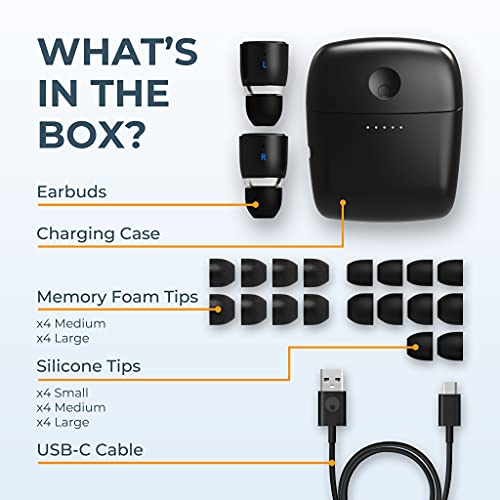 WHAT'S
IN THE
BOX?
L
R
Earbuds
Charging Case
Memory Foam Tips
x4 Medium
x4 Large
Silicone Tips
x4 Small
x4 Medium
x4 Large
USB-C Cable